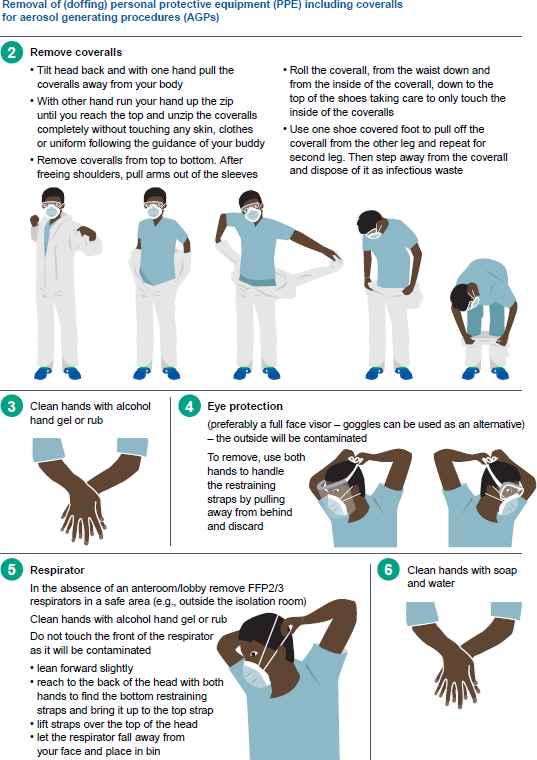 Removal of (doffing) personal protective equipment (PPE) including coveralls
for aerosol generating procedures (AGPs)
2 Remove coveralls
• Tilt head back and with one hand pull the
coveralls away from your body
• With other hand run your hand up the zip
until you reach the top and unzip the coveralls
completely without touching any skin, clothes
or uniform following the guidance of your buddy
• Remove coveralls from top to bottom. After
freeing shoulders, pull arms out of the sleeves
• Roll the coverall, from the waist down and
from the inside of the coverall, down to
the top of the shoes taking care to only touch the
inside of the coveralls
• Use one shoe covered foot to pull off the
coverall from the other leg and repeat for
second leg. Then step away from the coverall
and dispose of it as infectious waste
3 Clean hands with alcohol
hand gel or rub
4 Eye protection
(preferably a full face visor – goggles can be used as an alternative)
– the outside will be contaminated
To remove, use both
hands to handle
the restraining
straps by pulling
away from behind
and discard
5 Respirator
In the absence of an anteroom/lobby remove FFP2/3
respirators in a safe area (e.g., outside the isolation room)
Clean hands with alcohol hand gel or rub
Do not touch the front of the respirator
as it will be contaminated
• lean forward slightly
• reach to the back of the head with both
hands to find the bottom restraining
straps and bring it up to the top strap
• lift straps over the top of the head
• let the respirator fall away from
your face and place in bin
6 Clean hands with soap
and water